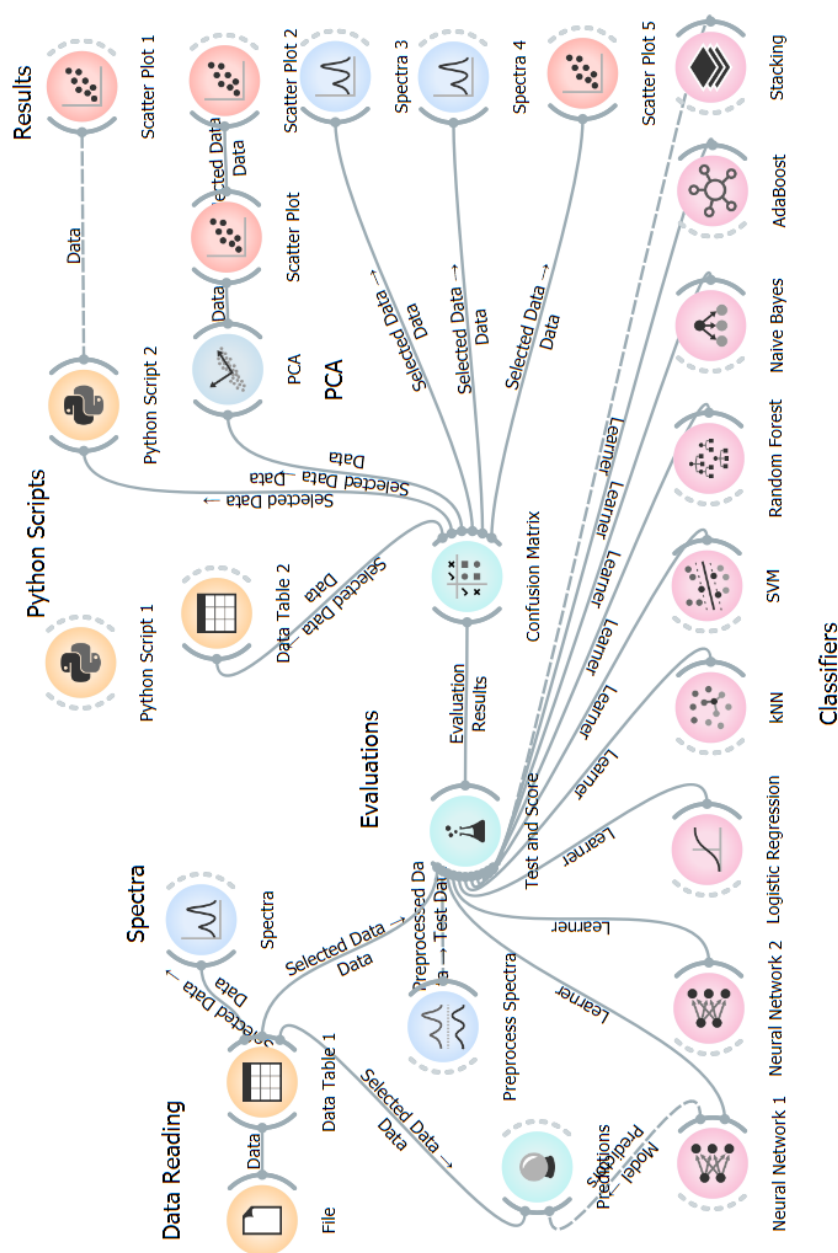 Data Reading
File
Data
Data Table 1
Selected Data →
Data
Spectra
Spectra
Selected Data →
Data
Selected Data →
Data
Predictions
Model →
Predictors
Preprocess Spectra
Preprocessed Da
→ Test Da
Evaluations
Test and Score
Evaluation
Results
Confusion Matrix
Python Scripts
Python Script 1
Data Table 2
Selected Data →
Data
Python Script 2
Selected Data →
Data
Selected Data →
Data
PCA
PCA
Data
Scatter Plot
Data
Results
Data
Scatter Plot 1
Scatter Plot 2
Selected Data →
Data
Spectra 3
Selected Data →
Data
Spectra 4
Selected Data →
Data
Scatter Plot 5
Classifiers
Neural Network 1
Learner
Neural Network 2
Learner
Logistic Regression
Learner
kNN
Learner
SVM
Learner
Random Forest
Learner
Naive Bayes
Learner
AdaBoost
Learner
Stacking
Learner